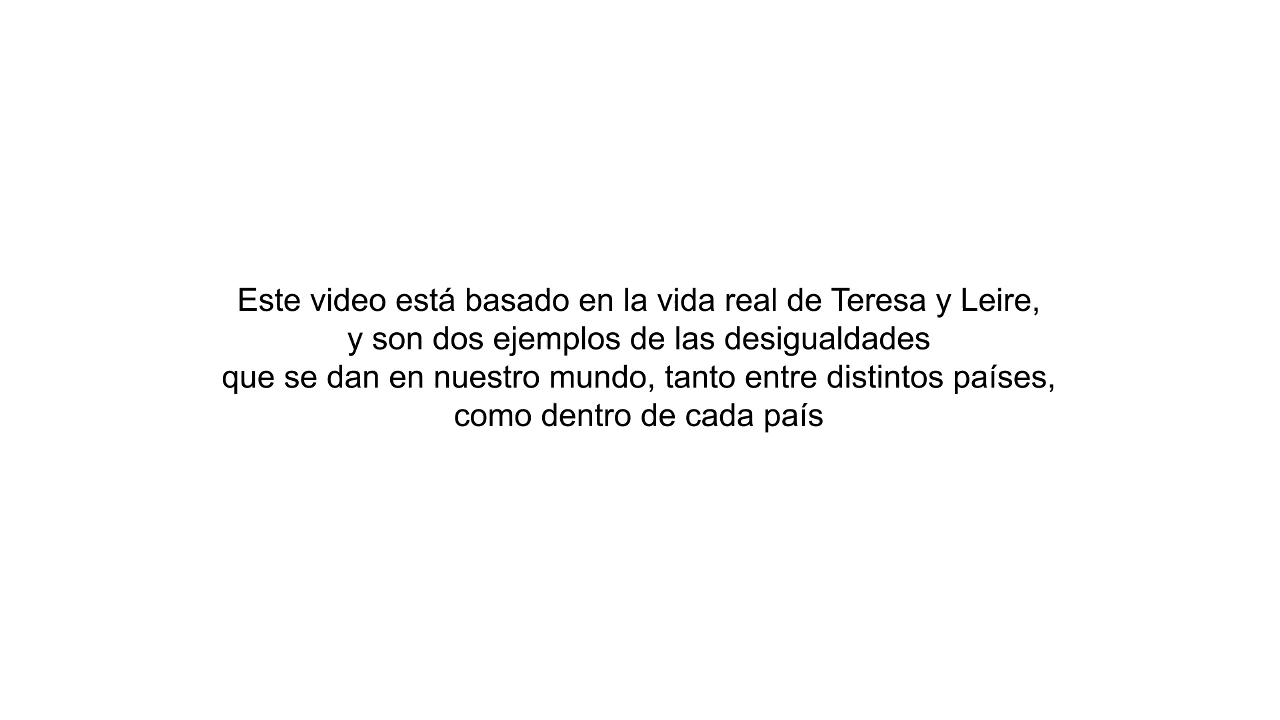 Este video está basado en la vida real de Teresa y Leire,
y son dos ejemplos de las desigualdades
que se dan en nuestro mundo, tanto entre distintos países,
como dentro de cada país